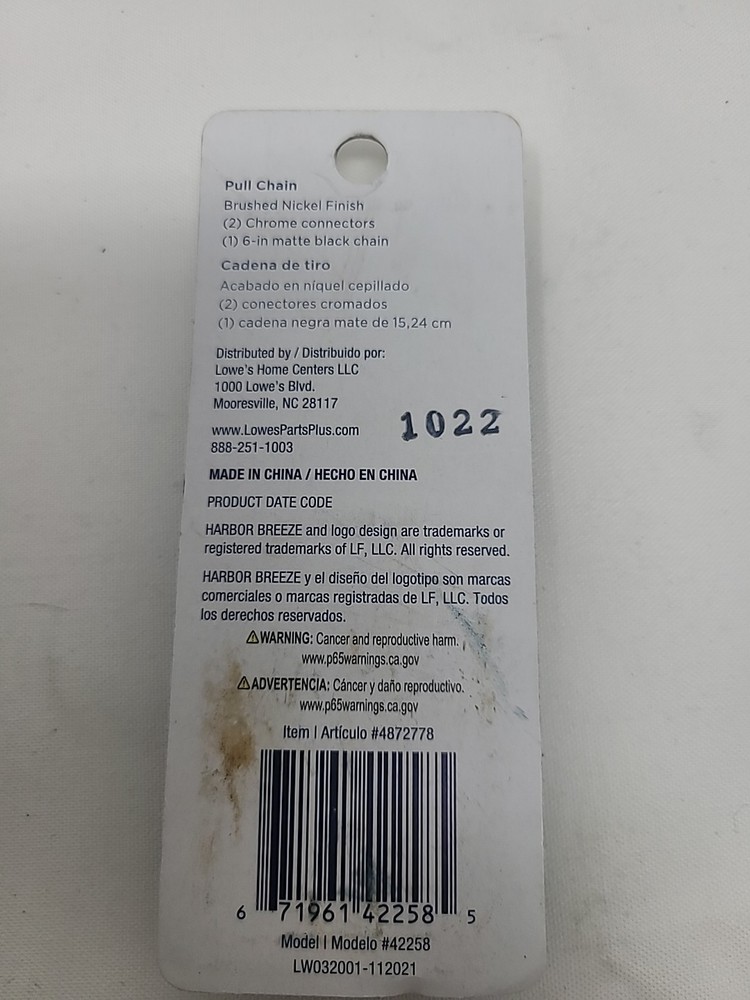 Pull Chain
Brushed Nickel Finish
(2) Chrome connectors
(1) 6-in matte black chain
Cadena de tiro
Acabado en níquel cepillado
(2) conectores cromados
(1) cadena negra mate de 15,24 cm
Distributed by / Distribuido por:
Lowe's Home Centers LLC
1000 Lowe's Blvd.
Mooresville, NC 28117
1022
www.LowesPartsPlus.com
888-251-1003
MADE IN CHINA / HECHO EN CHINA
PRODUCT DATE CODE
HARBOR BREEZE and logo design are trademarks or
registered trademarks of LF, LLC. All rights reserved.
HARBOR BREEZE y el diseño del logotipo son marcas
comerciales o marcas registradas de LF, LLC. Todos
los derechos reservados.
⚠WARNING: Cancer and reproductive harm.
www.p65warnings.ca.gov
⚠ADVERTENCIA: Cáncer y daño reproductivo.
www.p65warnings.ca.gov
Item | Artículo #4872778
6 71961 42258 5
Model | Modelo #42258
LW032001-112021